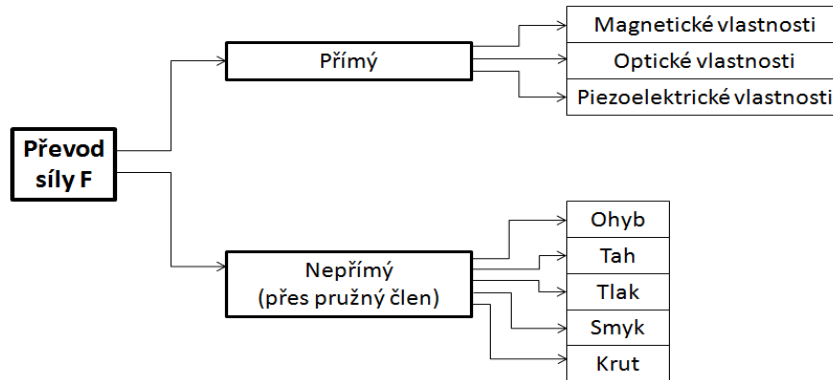 Převod
síly F
Přímý
Magnetické vlastnosti
Optické vlastnosti
Piezoelektrické vlastnosti
Nepřímý
(přes pružný člen)
Ohyb
Tah
Tlak
Smyk
Krut